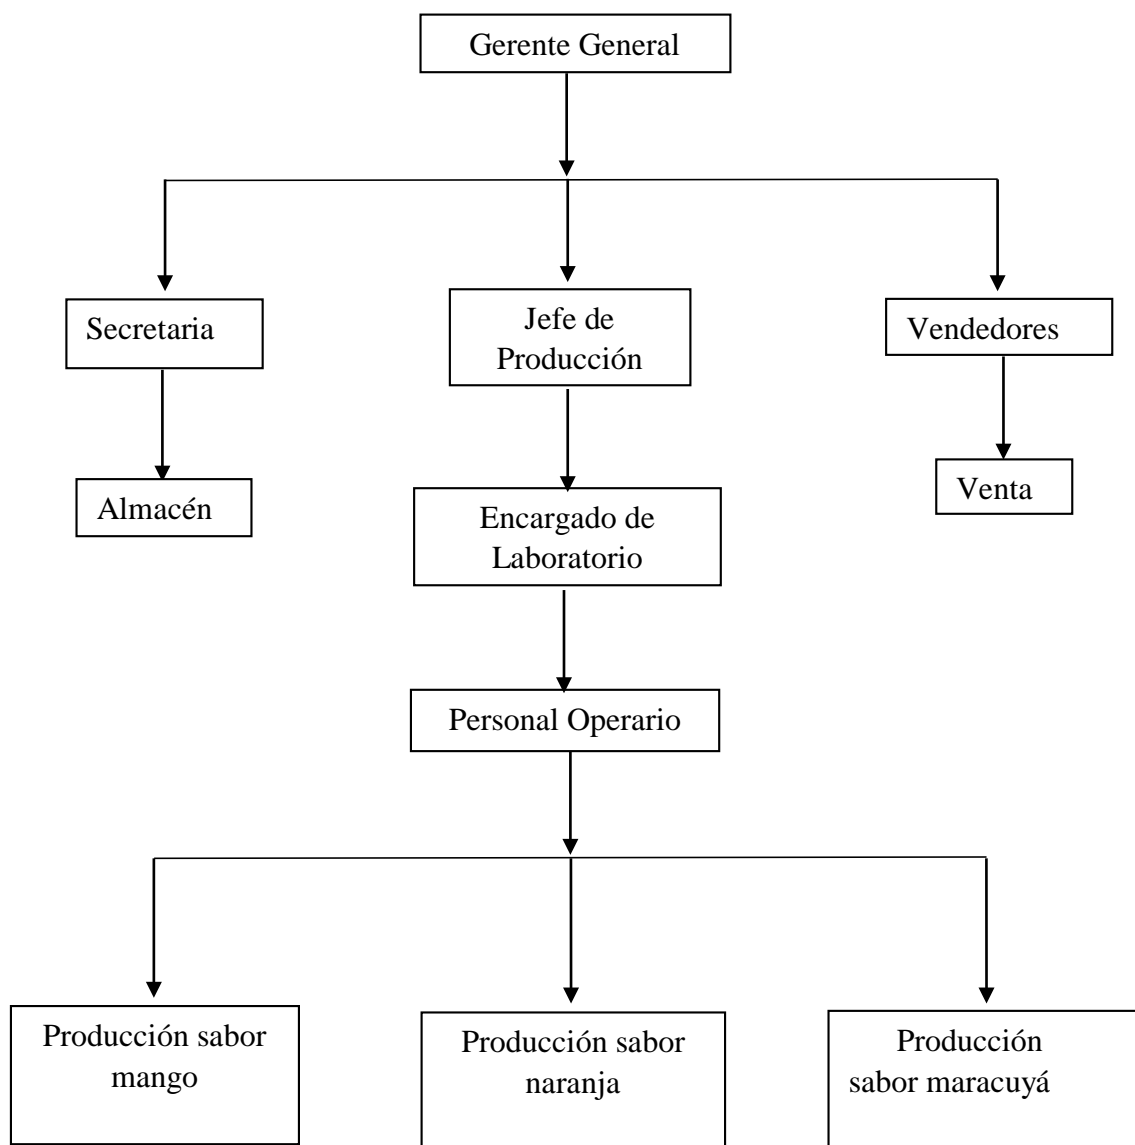 Gerente General
Secretaria
Jefe de
Producción
Vendedores
Almacén
Encargado de
Laboratorio
Venta
Personal Operario
Producción sabor
mango
Producción sabor
naranja
Producción
sabor maracuyá